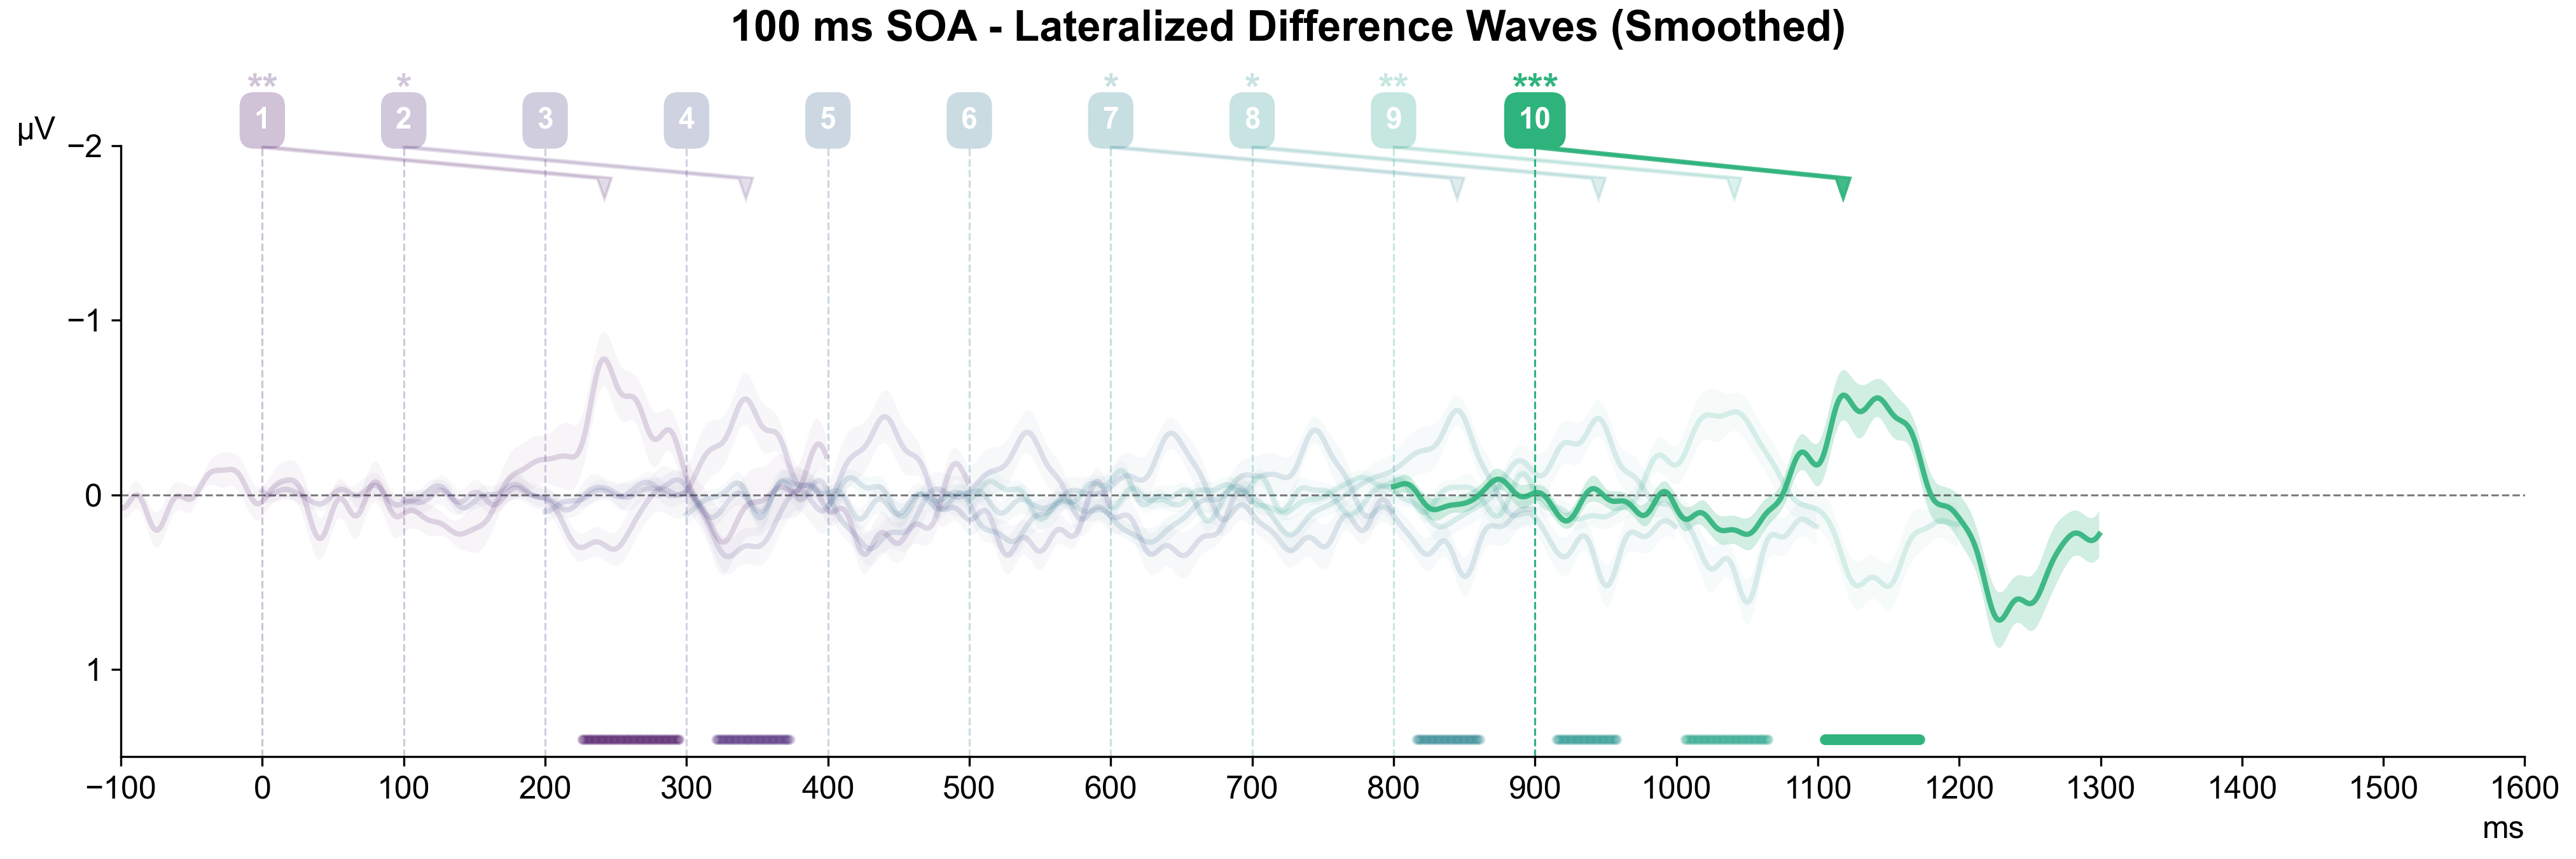 100 ms SOA - Lateralized Difference Waves (Smoothed)
** * * * ** ***
1 2 3 4 5 6 7 8 9 10
µV
−2
−1
0
1
−100 0 100 200 300 400 500 600 700 800 900 1000 1100 1200 1300 1400 1500 1600
ms